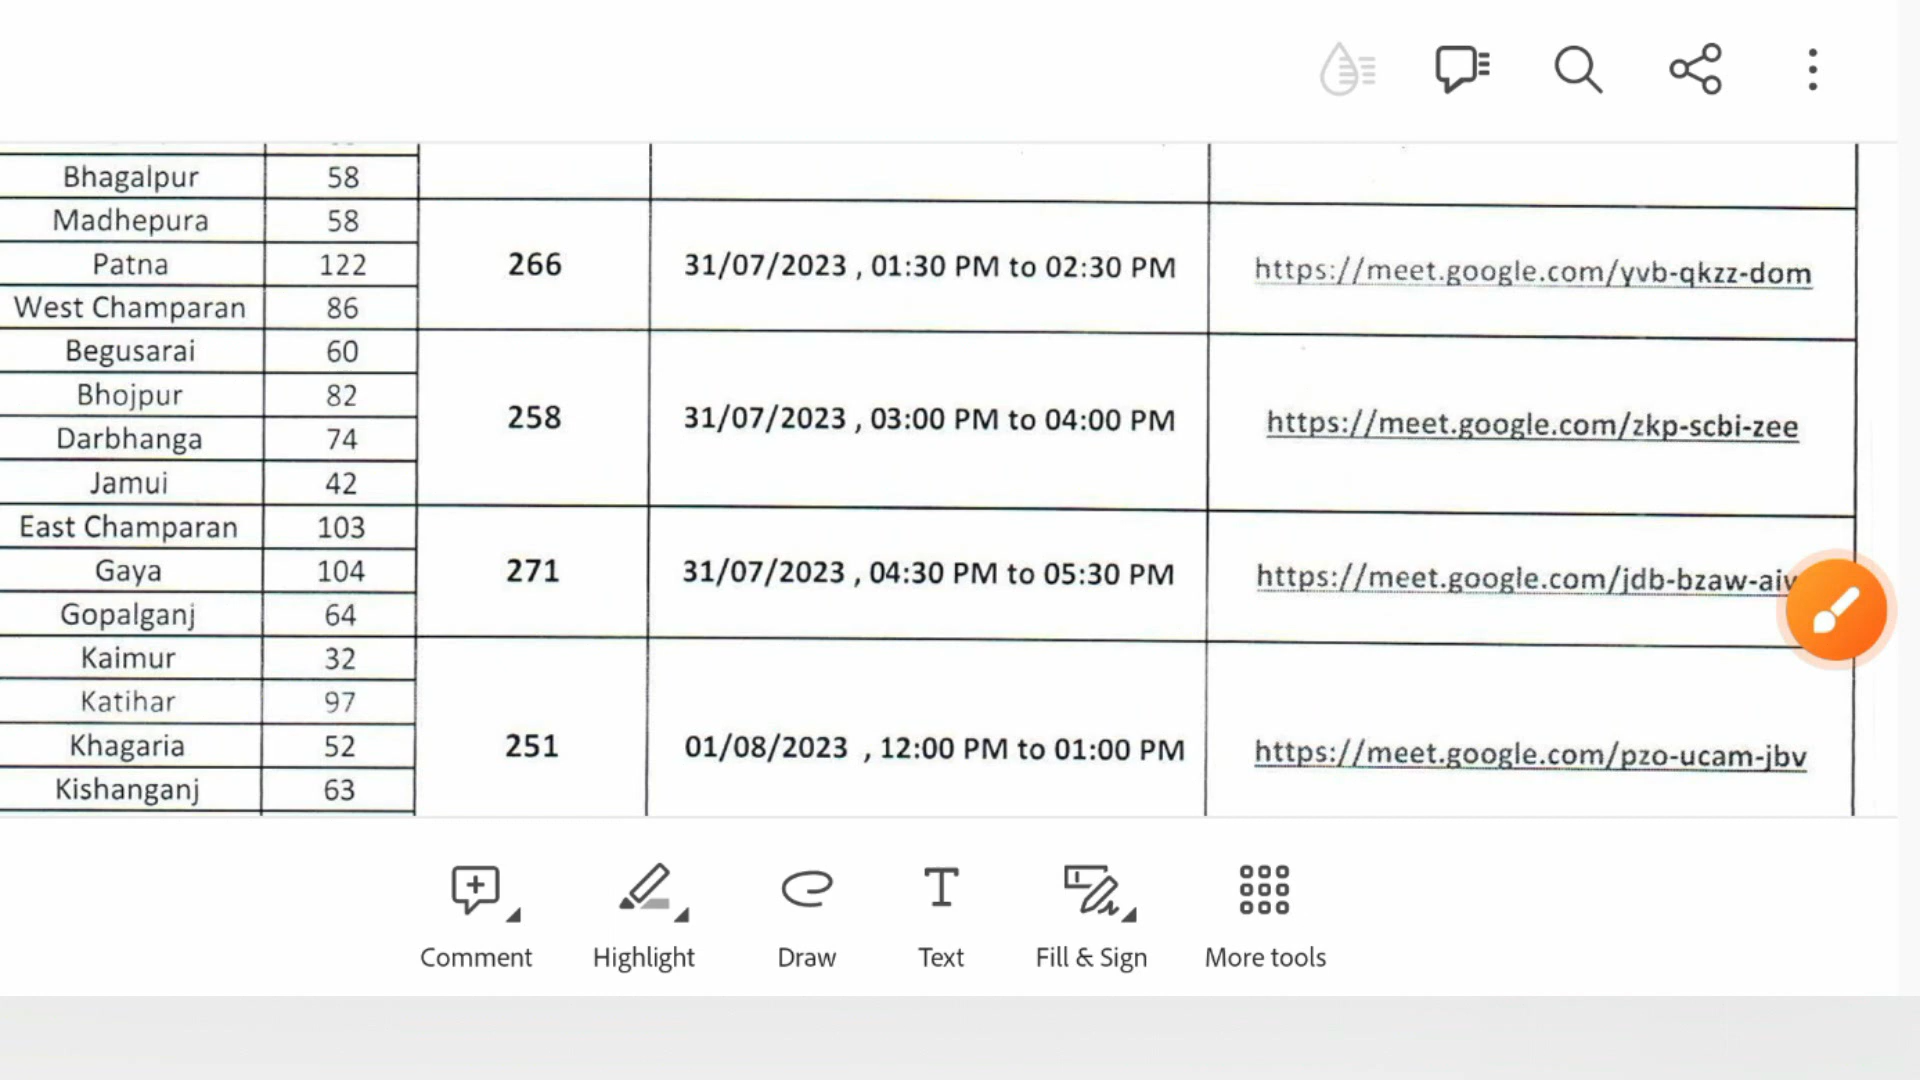 Bhagalpur 58
Madhepura 58
Patna 122
West Champaran 86
266 31/07/2023 , 01:30 PM to 02:30 PM https://meet.google.com/yvb-qkzz-dom
Begusarai 60
Bhojpur 82
Darbhanga 74
Jamui 42
258 31/07/2023 , 03:00 PM to 04:00 PM https://meet.google.com/zkp-scbi-zee
East Champaran 103
Gaya 104
Gopalganj 64
271 31/07/2023 , 04:30 PM to 05:30 PM
Kaimur 32
Katihar 97
Khagaria 52
Kishanganj 63
251 01/08/2023 , 12:00 PM to 01:00 PM https://meet.google.com/pzo-ucam-jbv
Comment Highlight Draw Text Fill & Sign More tools